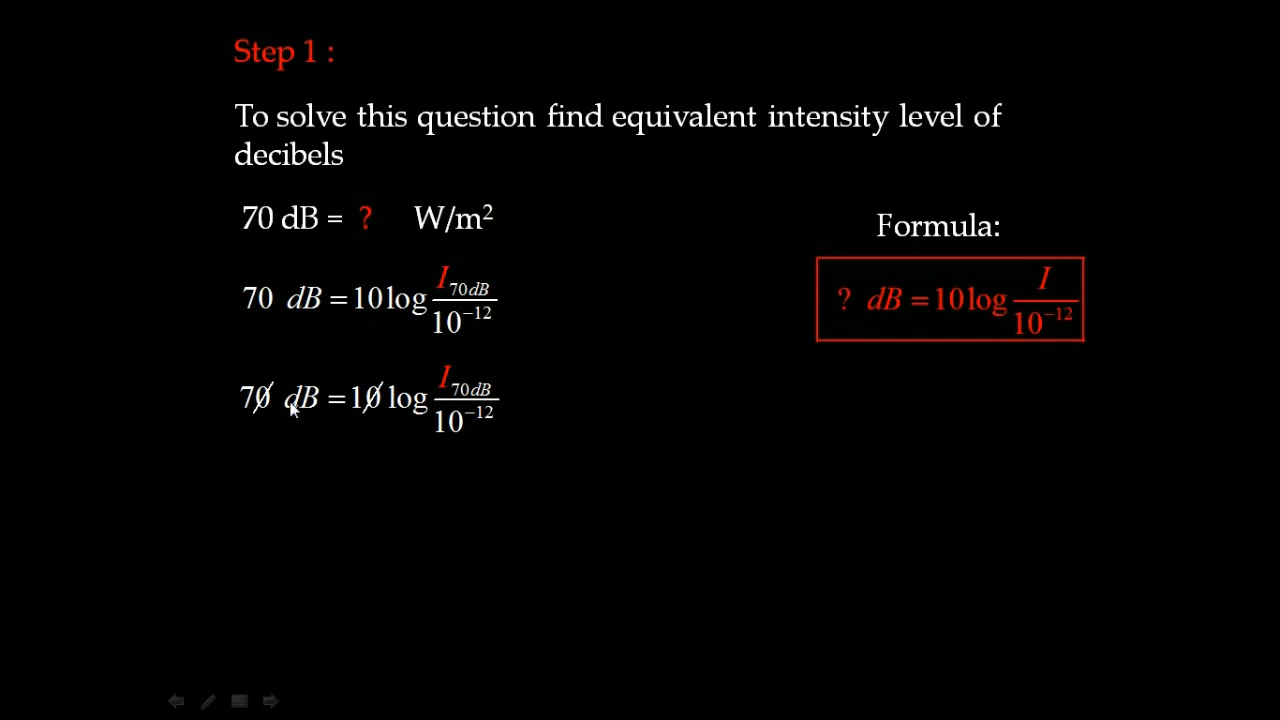 Step 1 :
To solve this question find equivalent intensity level of
decibels
70 dB = ? W/m²
Formula:
70 dB = 10 log I₇₀dB / 10⁻¹²
? dB = 10 log I / 10⁻¹²
70 dB = 10 log I₇₀dB / 10⁻¹²